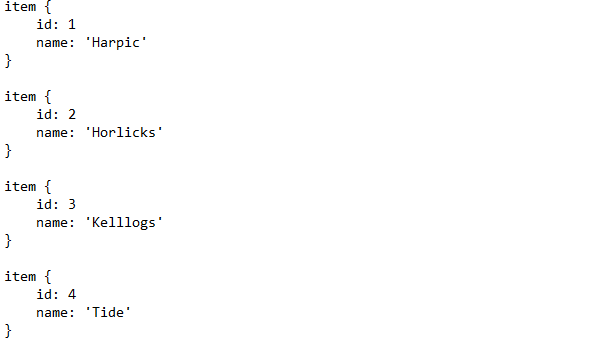 item {
    id: 1
    name: 'Harpic'
}

item {
    id: 2
    name: 'Horlicks'
}

item {
    id: 3
    name: 'Kelllogs'
}

item {
    id: 4
    name: 'Tide'
}